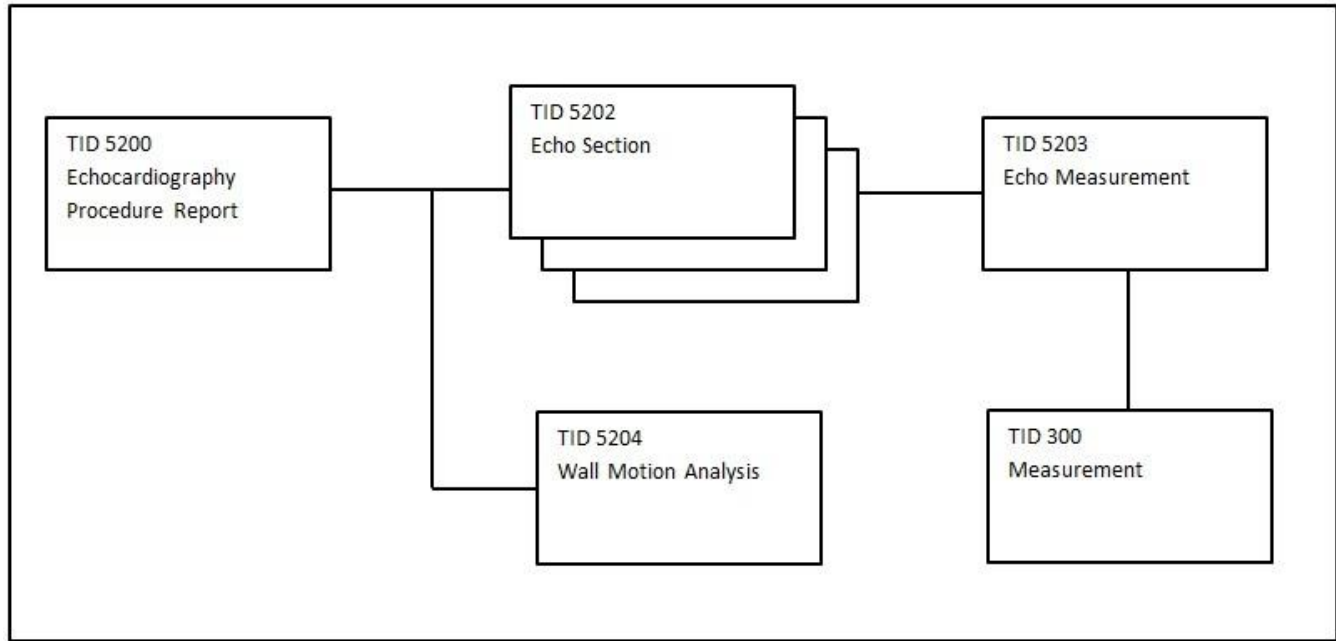 TID 5200
Echocardiography
Procedure Report
TID 5202
Echo Section
TID 5203
Echo Measurement
TID 5204
Wall Motion Analysis
TID 300
Measurement